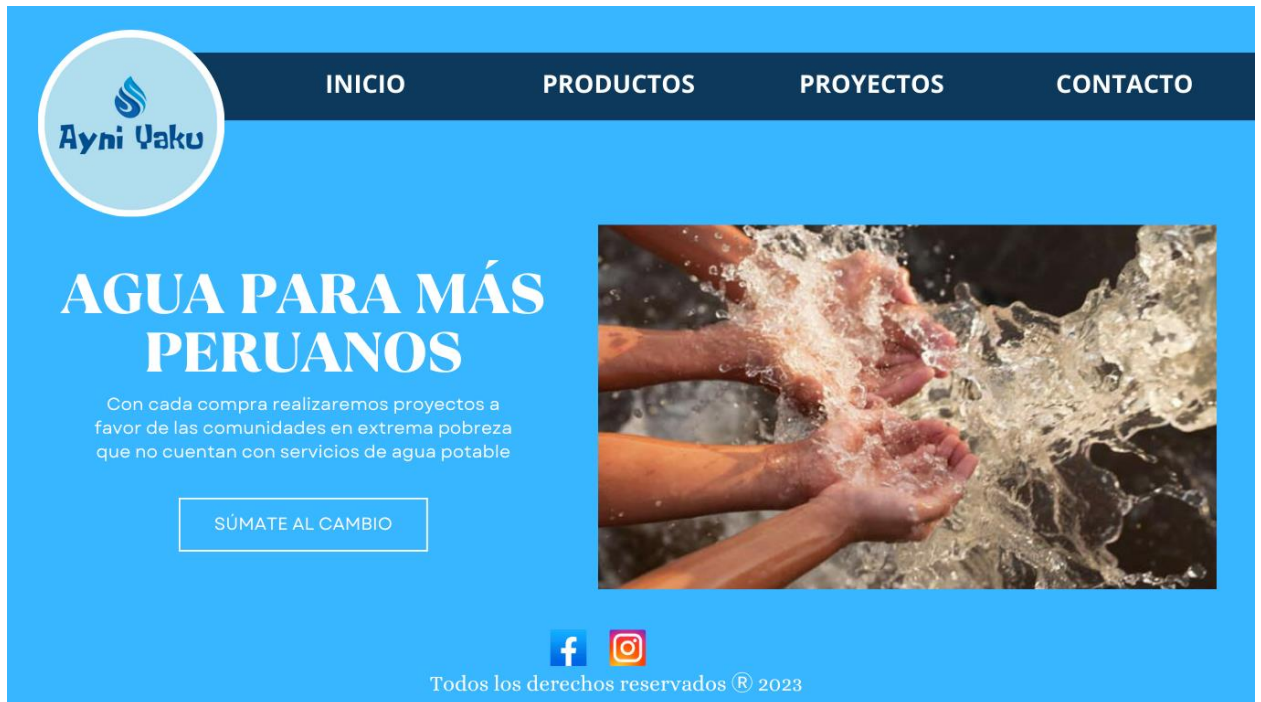 Ayni Yaku
INICIO PRODUCTOS PROYECTOS CONTACTO
AGUA PARA MÁS
PERUANOS
Con cada compra realizaremos proyectos a
favor de las comunidades en extrema pobreza
que no cuentan con servicios de agua potable
SÚMATE AL CAMBIO
Todos los derechos reservados Ⓡ 2023